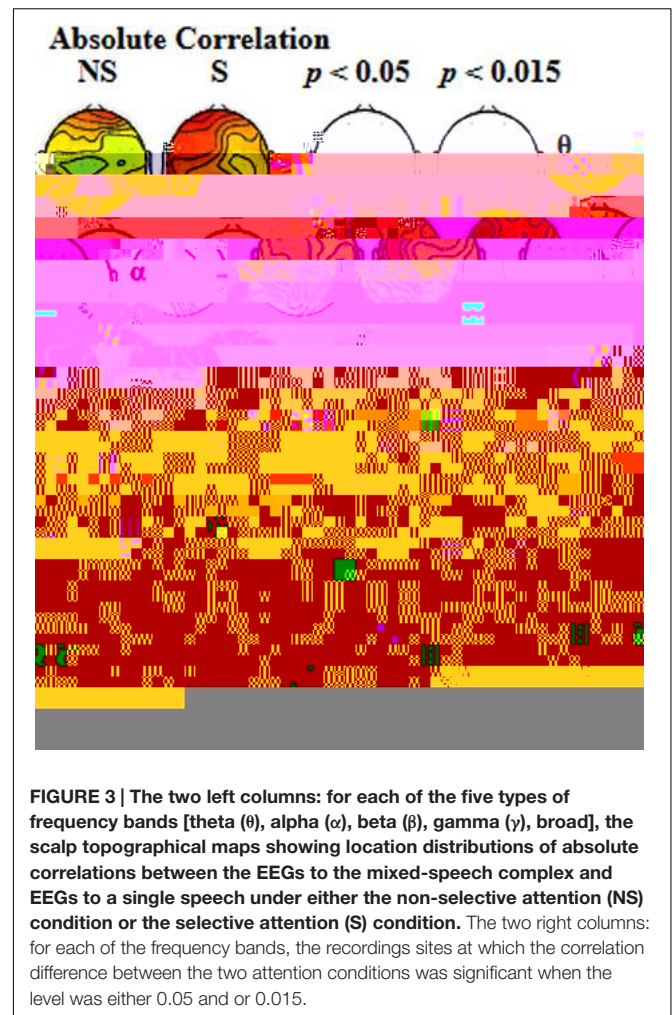 Absolute Correlation
NS S p < 0.05 p < 0.015
θ
α
FIGURE 3 | The two left columns: for each of the five types of
frequency bands [theta (θ), alpha (α), beta (β), gamma (γ), broad], the
scalp topographical maps showing location distributions of absolute
correlations between the EEGs to the mixed-speech complex and
EEGs to a single speech under either the non-selective attention (NS)
condition or the selective attention (S) condition. The two right columns:
for each of the frequency bands, the recordings sites at which the correlation
difference between the two attention conditions was significant when the
level was either 0.05 and or 0.015.